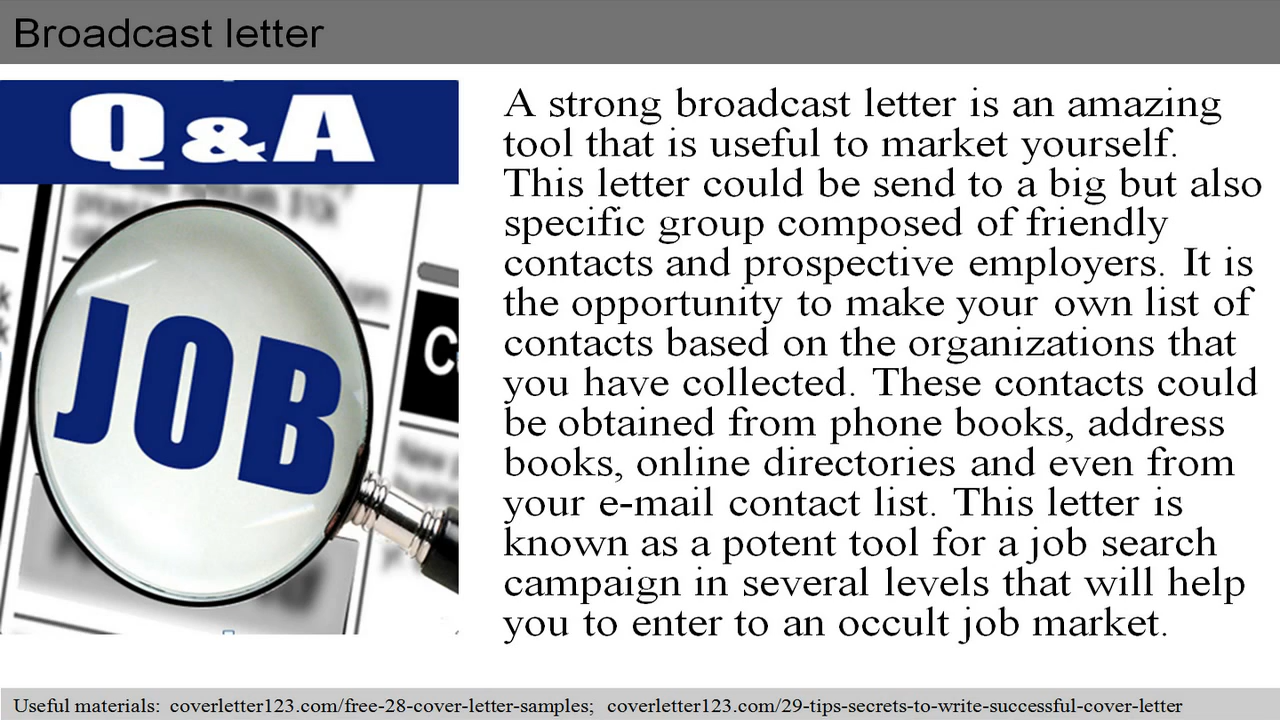 Broadcast letter
Q&A
JOB
A strong broadcast letter is an amazing
tool that is useful to market yourself.
This letter could be send to a big but also
specific group composed of friendly
contacts and prospective employers. It is
the opportunity to make your own list of
contacts based on the organizations that
you have collected. These contacts could
be obtained from phone books, address
books, online directories and even from
your e-mail contact list. This letter is
known as a potent tool for a job search
campaign in several levels that will help
you to enter to an occult job market.
Useful materials: coverletter123.com/free-28-cover-letter-samples; coverletter123.com/29-tips-secrets-to-write-successful-cover-letter